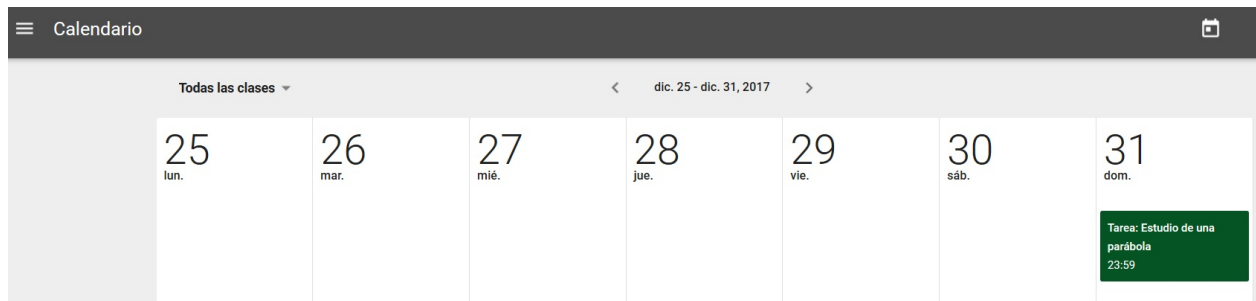 Calendario
Todas las clases
dic. 25 - dic. 31, 2017
25
lun.
26
mar.
27
mié.
28
jue.
29
vie.
30
sáb.
31
dom.
Tarea: Estudio de una
parábola
23:59